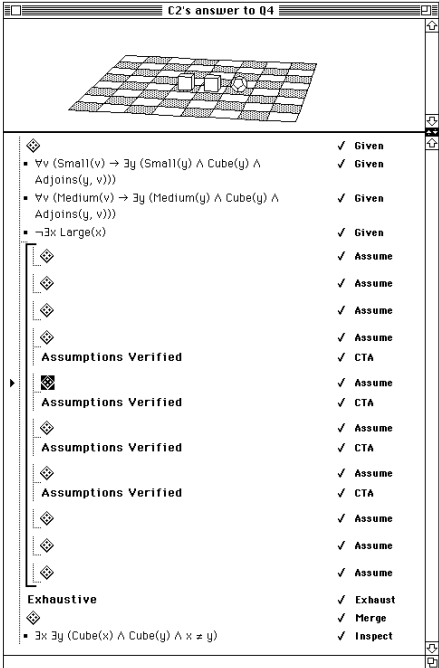 C2's answer to Q4
✓ Given
∀v (Small(v) → ∃y (Small(y) ∧ Cube(y) ∧ ✓ Given
Adjoins(y, v)))
∀v (Medium(v) → ∃y (Medium(y) ∧ Cube(y) ∧ ✓ Given
Adjoins(y, v)))
¬∃x Large(x) ✓ Given
✓ Assume
✓ Assume
✓ Assume
✓ Assume
Assumptions Verified ✓ CTA
✓ Assume
Assumptions Verified ✓ CTA
✓ Assume
Assumptions Verified ✓ CTA
✓ Assume
Assumptions Verified ✓ CTA
✓ Assume
✓ Assume
✓ Assume
Exhaustive ✓ Exhaust
✓ Merge
∃x ∃y (Cube(x) ∧ Cube(y) ∧ x ≠ y) ✓ Inspect